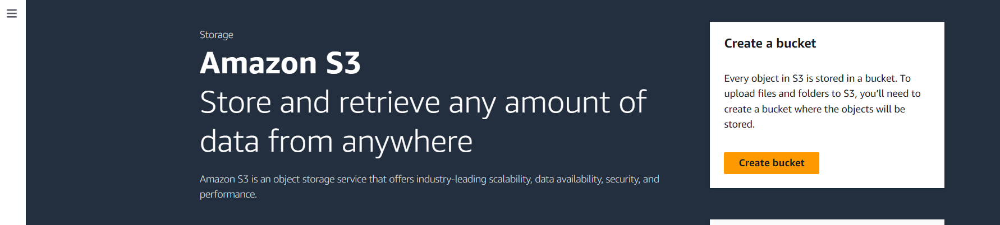 Storage
Amazon S3
Store and retrieve any amount of
data from anywhere
Amazon S3 is an object storage service that offers industry-leading scalability, data availability, security, and
performance.
Create a bucket
Every object in S3 is stored in a bucket. To
upload files and folders to S3, you’ll need to
create a bucket where the objects will be
stored.
Create bucket